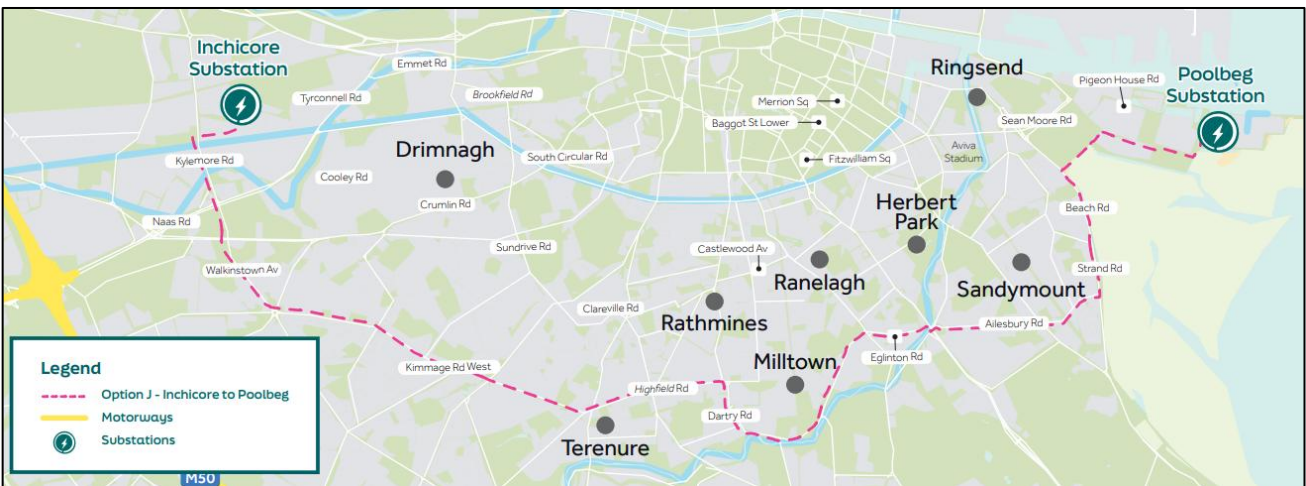 Inchicore
Substation
Emmet Rd
Tyrconnell Rd
Brookfield Rd
Merrion Sq
Baggot St Lower
Ringsend
Pigeon House Rd
Poolbeg
Substation
Sean Moore Rd
Kylemore Rd
Drimnagh
South Circular Rd
Fitzwilliam Sq
Aviva
Stadium
Cooley Rd
Crumlin Rd
Herbert
Park
Beach Rd
Naas Rd
Sundrive Rd
Castlewood Av
Walkinstown Av
Ranelagh
Sandymount
Strand Rd
Clareville Rd
Rathmines
Ailesbury Rd
Eglinton Rd
Kimmage Rd West
Milltown
Highfield Rd
Dartry Rd
Terenure
Legend
Option J - Inchicore to Poolbeg
Motorways
Substations
M50